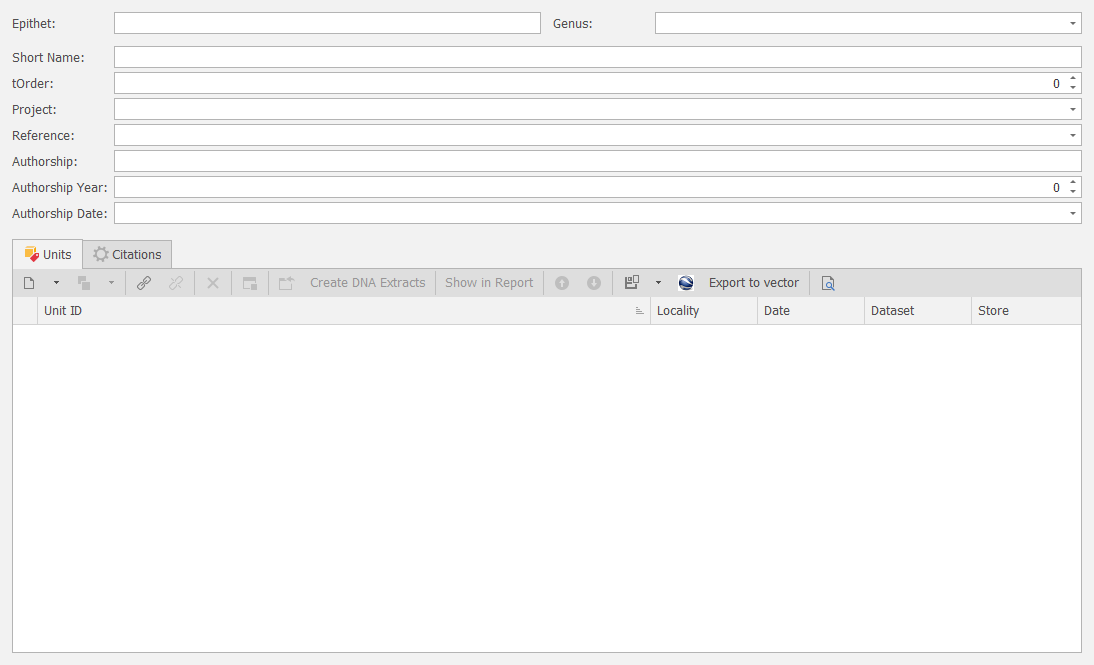 Epithet: Genus:
Short Name:
tOrder: 0
Project:
Reference:
Authorship:
Authorship Year: 0
Authorship Date:
Units Citations
Create DNA Extracts Show in Report Export to vector
Unit ID Locality Date Dataset Store